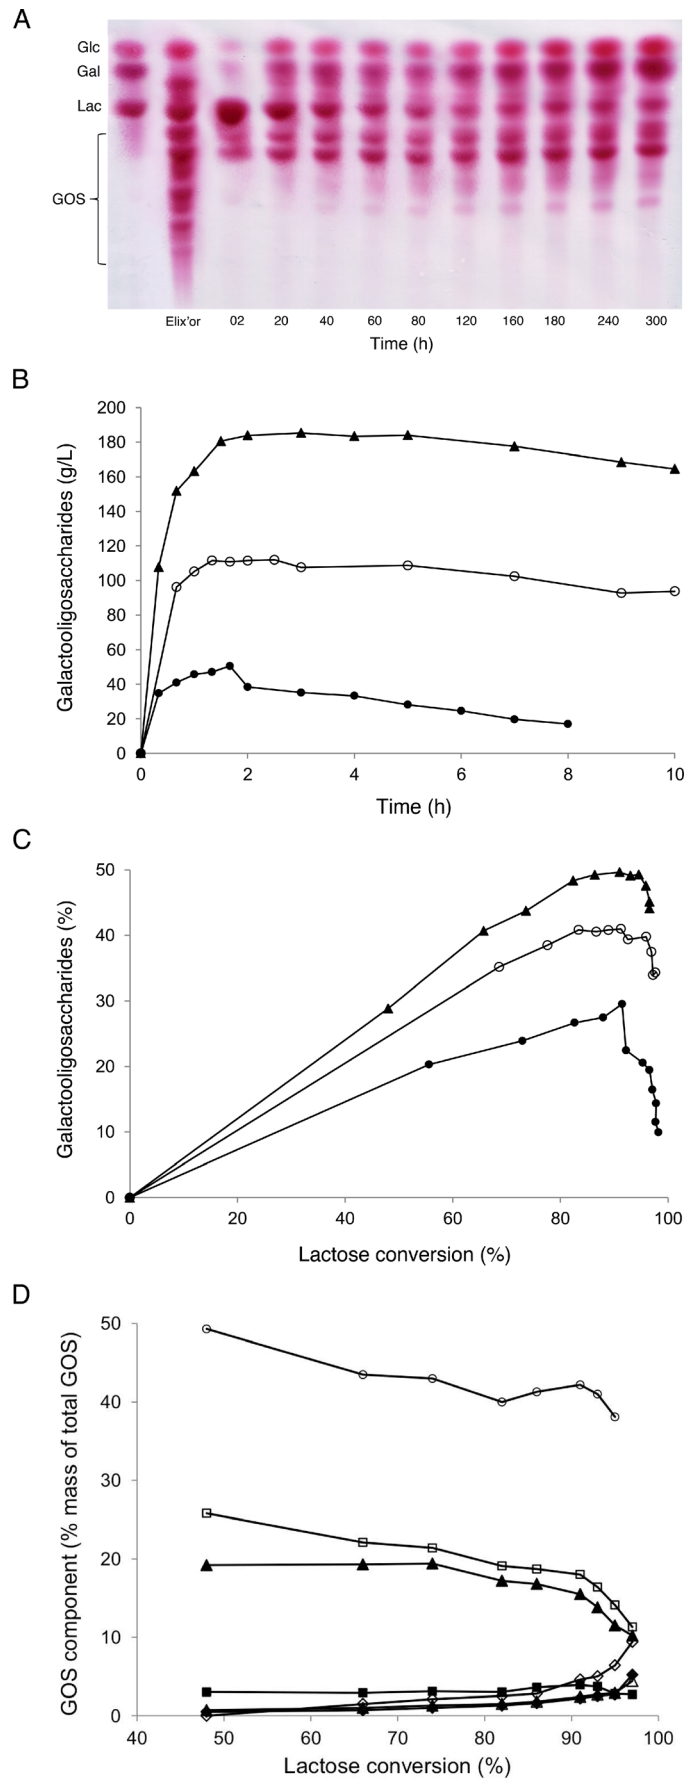 A
Glc
Gal
Lac
GOS
Elix'or 02 20 40 60 80 120 160 180 240 300
Time (h)
B
Galactooligosaccharides (g/L)
200
180
160
140
120
100
80
60
40
20
0
0 2 4 6 8 10
Time (h)
C
Galactooligosaccharides (%)
50
40
30
20
10
0
0 20 40 60 80 100
Lactose conversion (%)
D
GOS component (% mass of total GOS)
50
40
30
20
10
0
40 50 60 70 80 90 100
Lactose conversion (%)